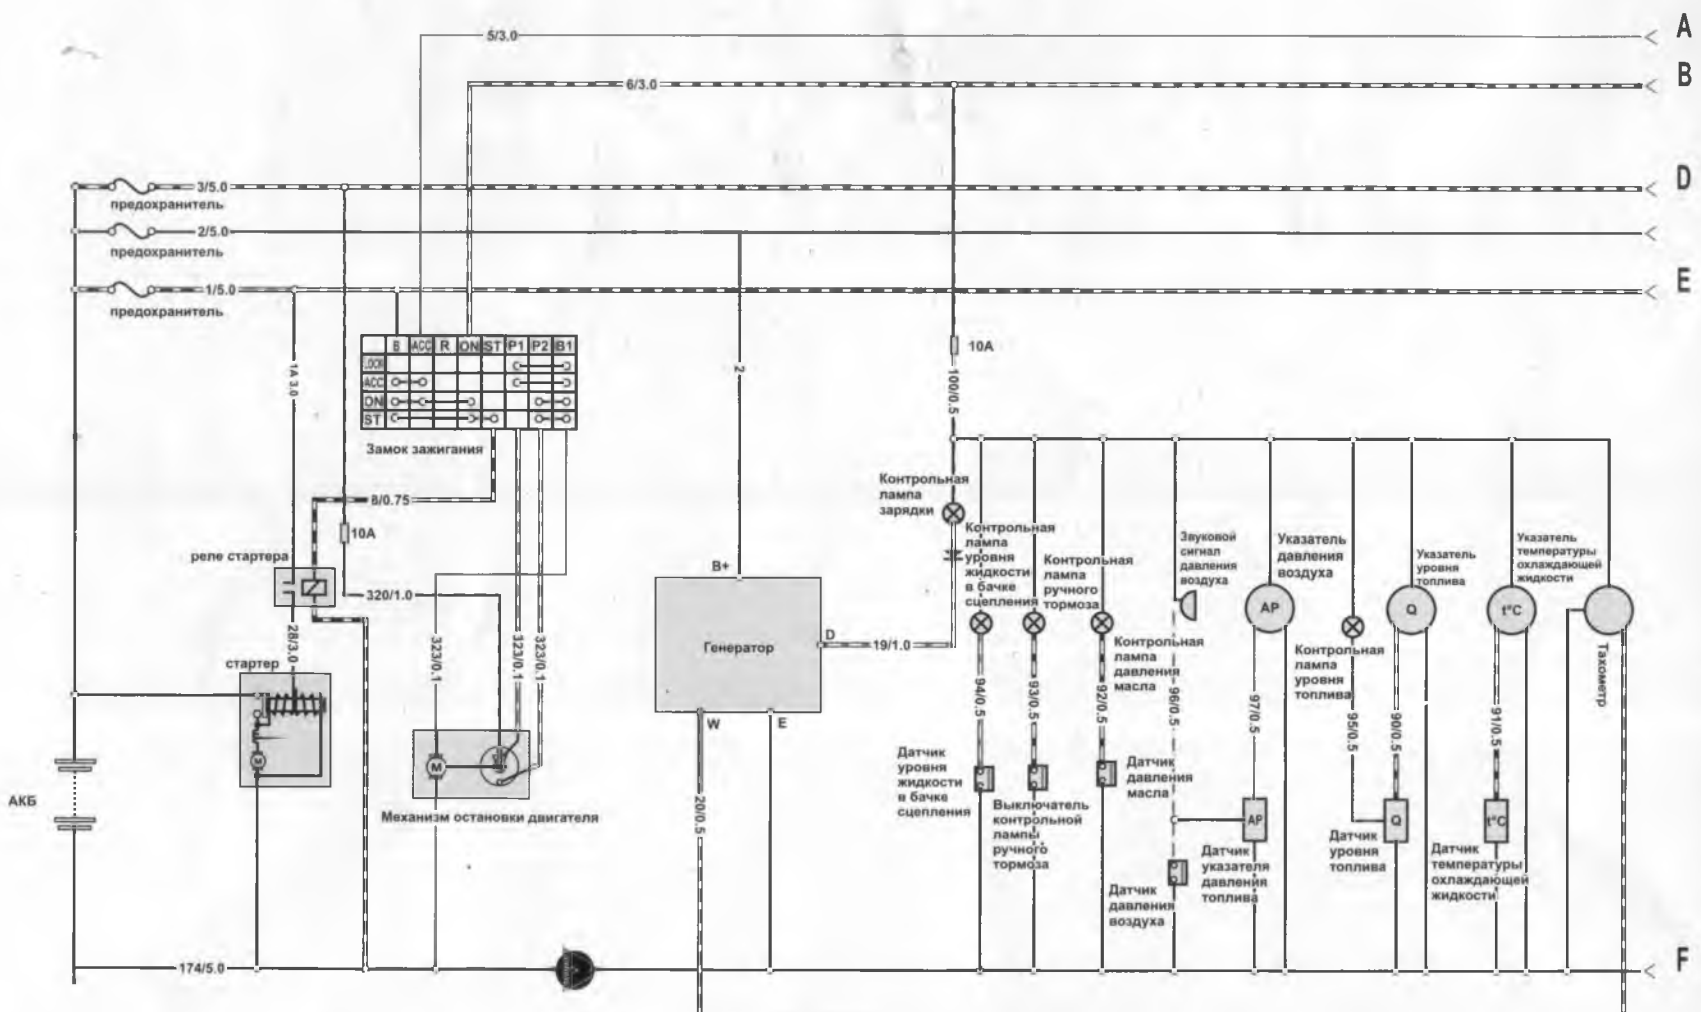 5/3.0
A
6/3.0
B
3/5.0
предохранитель
D
2/5.0
предохранитель
1/5.0
предохранитель
E
B ACC R ON ST P1 P2 B1
LOCK
ACC
ON
ST
Замок зажигания
1A 3.0
8/0.75
10A
реле стартера
320/1.0
28/3.0
стартер
M
АКБ
323/0.1
323/0.1
323/0.1
M
Механизм остановки двигателя
174/5.0
2
B+
Генератор
D
19/1.0
W
E
20/0.5
10A
100/0.5
Контрольная
лампа
зарядки
Контрольная
лампа
уровня
жидкости
в бачке
сцепления
Контрольная
лампа
ручного
тормоза
Контрольная
лампа
давления
масла
Звуковой
сигнал
давления
воздуха
Указатель
давления
воздуха
AP
Указатель
уровня
топлива
Q
Указатель
температуры
охлаждающей
жидкости
t°C
Тахометр
Контрольная
лампа
уровня
топлива
94/0.5
93/0.5
92/0.5
96/0.5
97/0.5
95/0.5
90/0.5
91/0.5
Датчик
уровня
жидкости
в бачке
сцепления
Выключатель
контрольной
лампы
ручного
тормоза
Датчик
давления
масла
Датчик
давления
воздуха
AP
Датчик
указателя
давления
топлива
Q
Датчик
уровня
топлива
t°C
Датчик
температуры
охлаждающей
жидкости
F